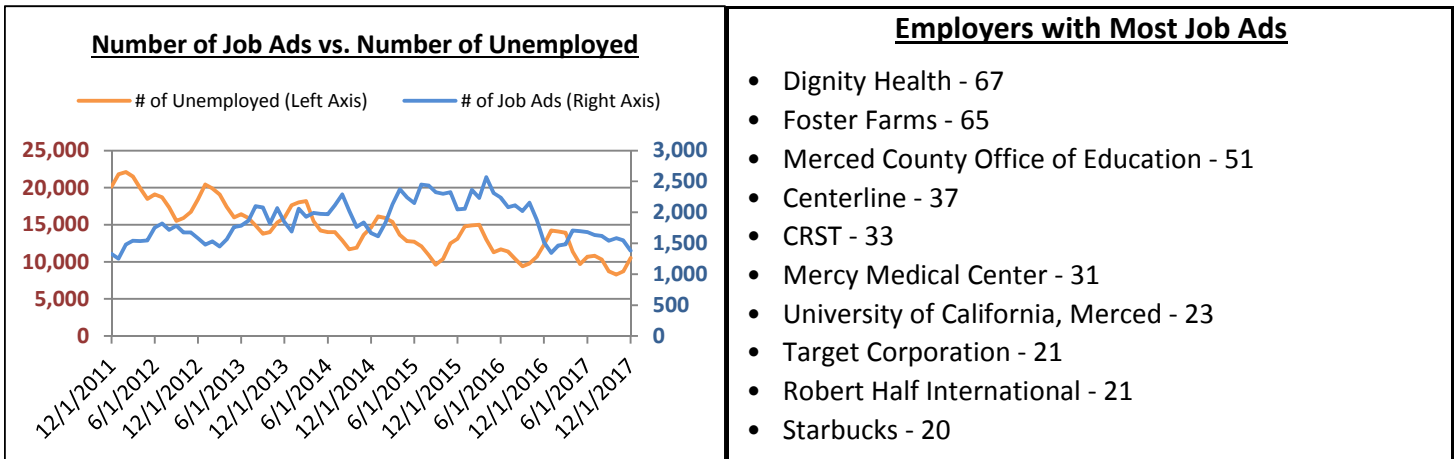 Number of Job Ads vs. Number of Unemployed
# of Unemployed (Left Axis)
# of Job Ads (Right Axis)
25,000
20,000
15,000
10,000
5,000
0
3,000
2,500
2,000
1,500
1,000
500
0
12/1/2011
6/1/2012
12/1/2012
6/1/2013
12/1/2013
6/1/2014
12/1/2014
6/1/2015
12/1/2015
6/1/2016
12/1/2016
6/1/2017
12/1/2017
Employers with Most Job Ads
• Dignity Health - 67
• Foster Farms - 65
• Merced County Office of Education - 51
• Centerline - 37
• CRST - 33
• Mercy Medical Center - 31
• University of California, Merced - 23
• Target Corporation - 21
• Robert Half International - 21
• Starbucks - 20